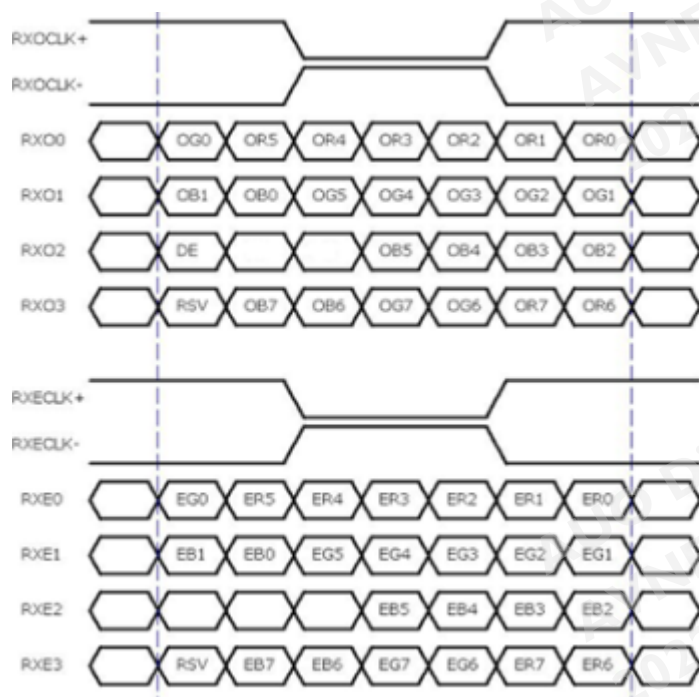 RXOCLK+
RXOCLK-
RXO0 OG0 OR5 OR4 OR3 OR2 OR1 OR0
RXO1 OB1 OB0 OG5 OG4 OG3 OG2 OG1
RXO2 DE OB5 OB4 OB3 OB2
RXO3 RSV OB7 OB6 OG7 OG6 OR7 OR6
RXECLK+
RXECLK-
RXE0 EG0 ER5 ER4 ER3 ER2 ER1 ER0
RXE1 EB1 EB0 EG5 EG4 EG3 EG2 EG1
RXE2 EB5 EB4 EB3 EB2
RXE3 RSV EB7 EB6 EG7 EG6 ER7 ER6